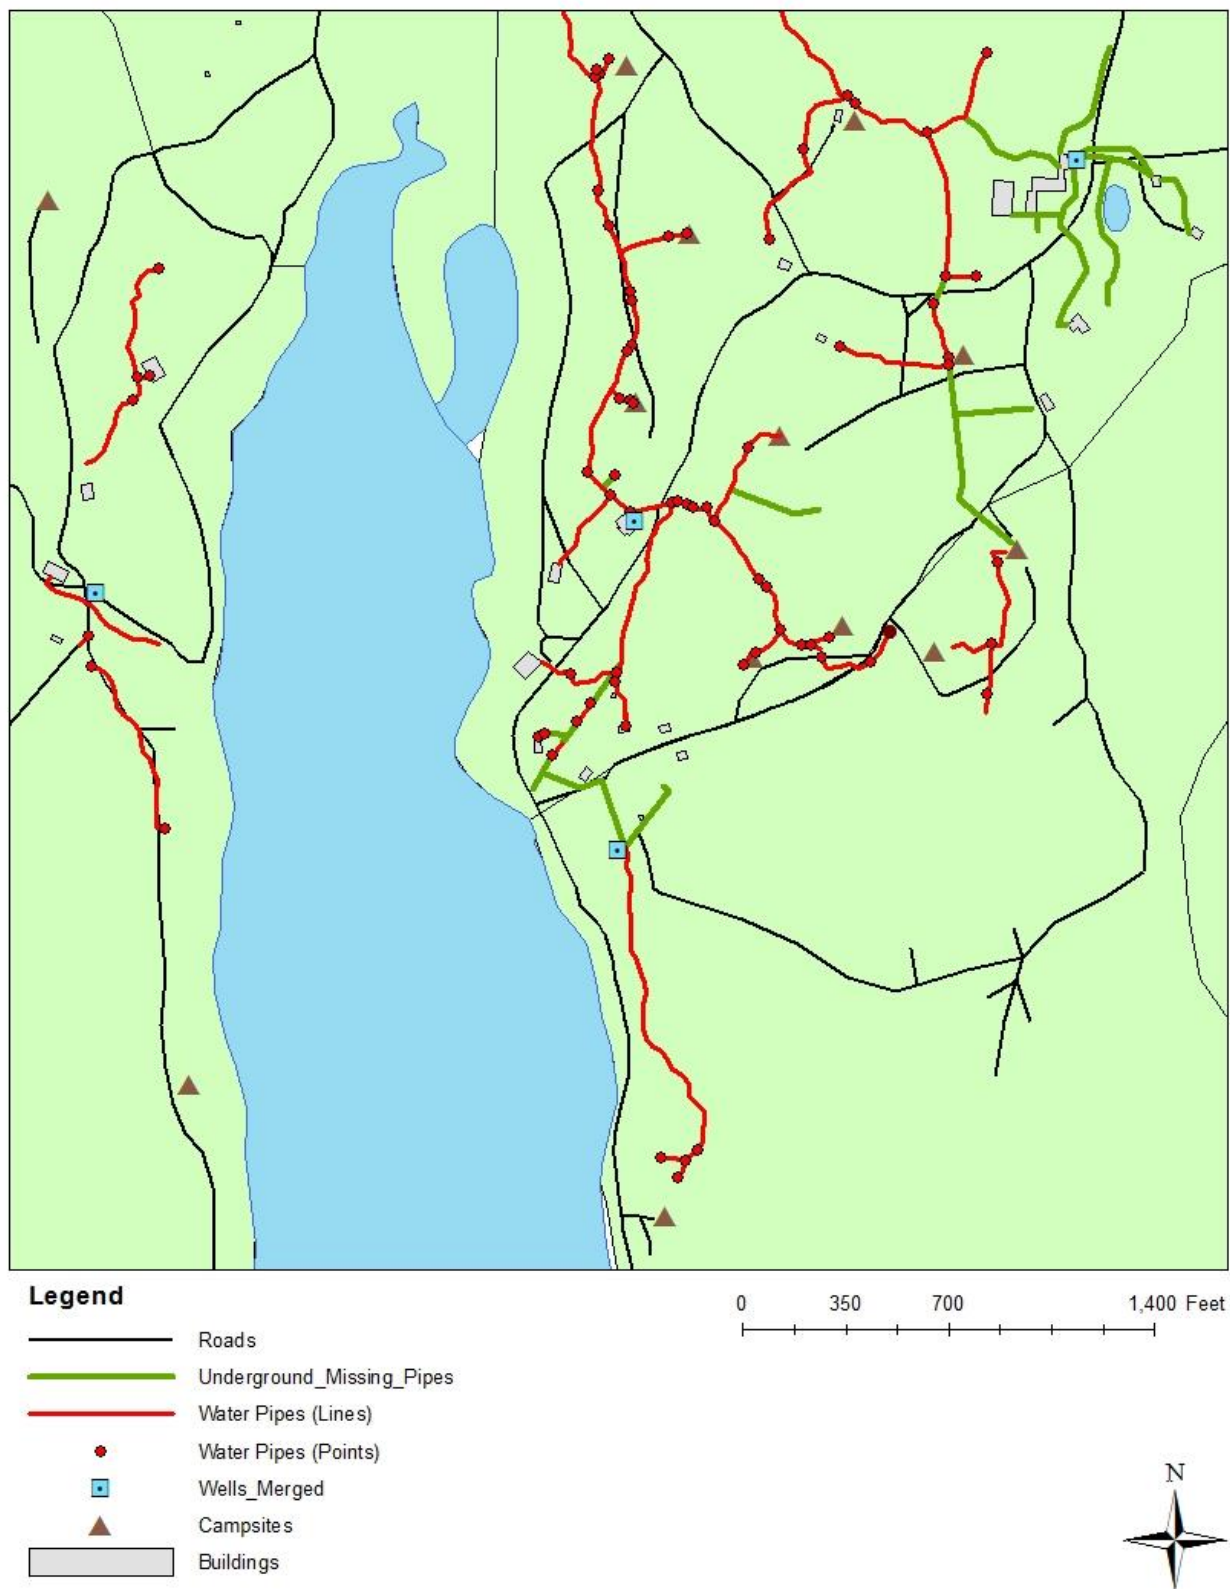 Legend
0 350 700 1,400 Feet
Roads
Underground_Missing_Pipes
Water Pipes (Lines)
Water Pipes (Points)
Wells_Merged
Campsites
Buildings
N